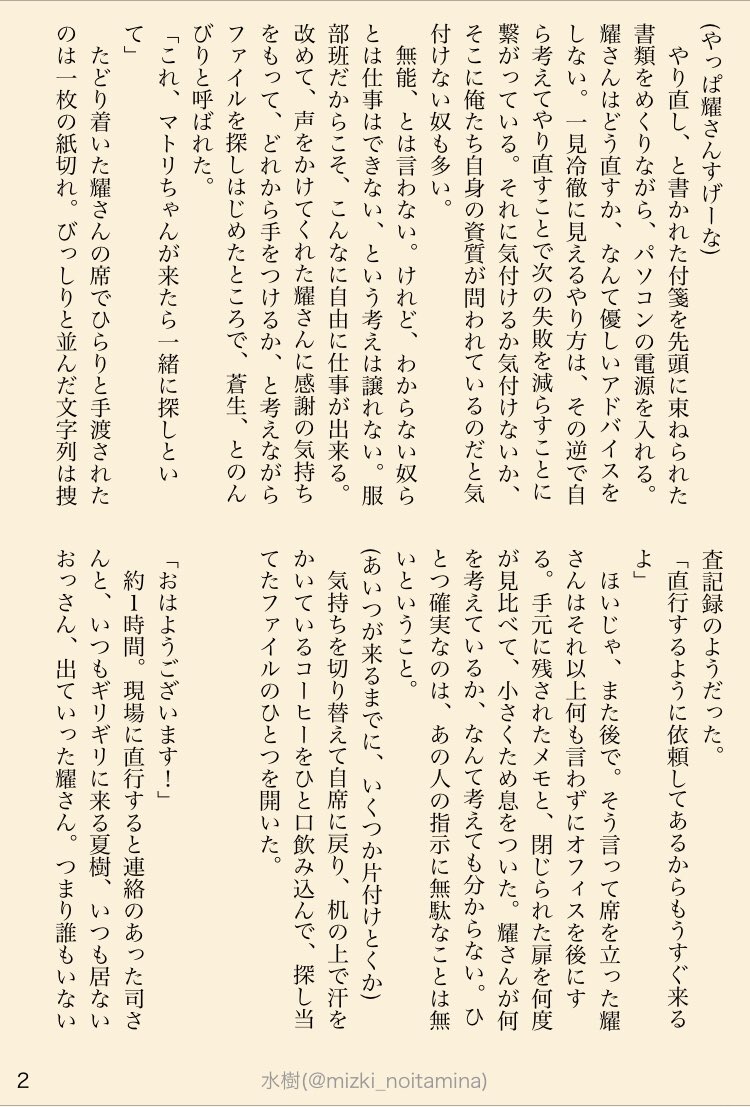 (やっぱ耀さんすげーな)
　やり直し、と書かれた付箋を先頭に束ねられた
書類をめくりながら、パソコンの電源を入れる。
耀さんはどう直すか、なんて優しいアドバイスを
しない。一見冷徹に見えるやり方は、その逆で自
ら考えてやり直すことで次の失敗を減らすことに
繋がっている。それに気付けるか気付けないか、
そこに俺たち自身の資質が問われているのだと気
付けない奴も多い。
　無能、とは言わない。けれど、わからない奴ら
とは仕事はできない、という考えは譲れない。服
部班だからこそ、こんなに自由に仕事が出来る。
改めて、声をかけてくれた耀さんに感謝の気持ち
をもって、どれから手をつけるか、と考えながら
ファイルを探しはじめたところで、蒼生、とのん
びりと呼ばれた。
「これ、マトリちゃんが来たら一緒に探しとい
て」
　たどり着いた耀さんの席でひらりと手渡された
のは一枚の紙切れ。びっしりと並んだ文字列は捜
査記録のようだった。
「直行するように依頼してあるからもうすぐ来る
よ」
　ほいじゃ、また後で。そう言って席を立った耀
さんはそれ以上何も言わずにオフィスを後にす
る。手元に残されたメモと、閉じられた扉を何度
が見比べて、小さくため息をついた。耀さんが何
を考えているか、なんて考えても分からない。ひ
とつ確実なのは、あの人の指示に無駄なことは無
いということ。
(あいつが来るまでに、いくつか片付けとくか)
　気持ちを切り替えて自席に戻り、机の上で汗を
かいているコーヒーをひと口飲み込んで、探し当
てたファイルのひとつを開いた。
「おはようございます！」
　約１時間。現場に直行すると連絡のあった司さ
んと、いつもギリギリに来る夏樹、いつも居ない
おっさん、出ていった耀さん。つまり誰もいない
2
水樹(@mizki_noitamina)